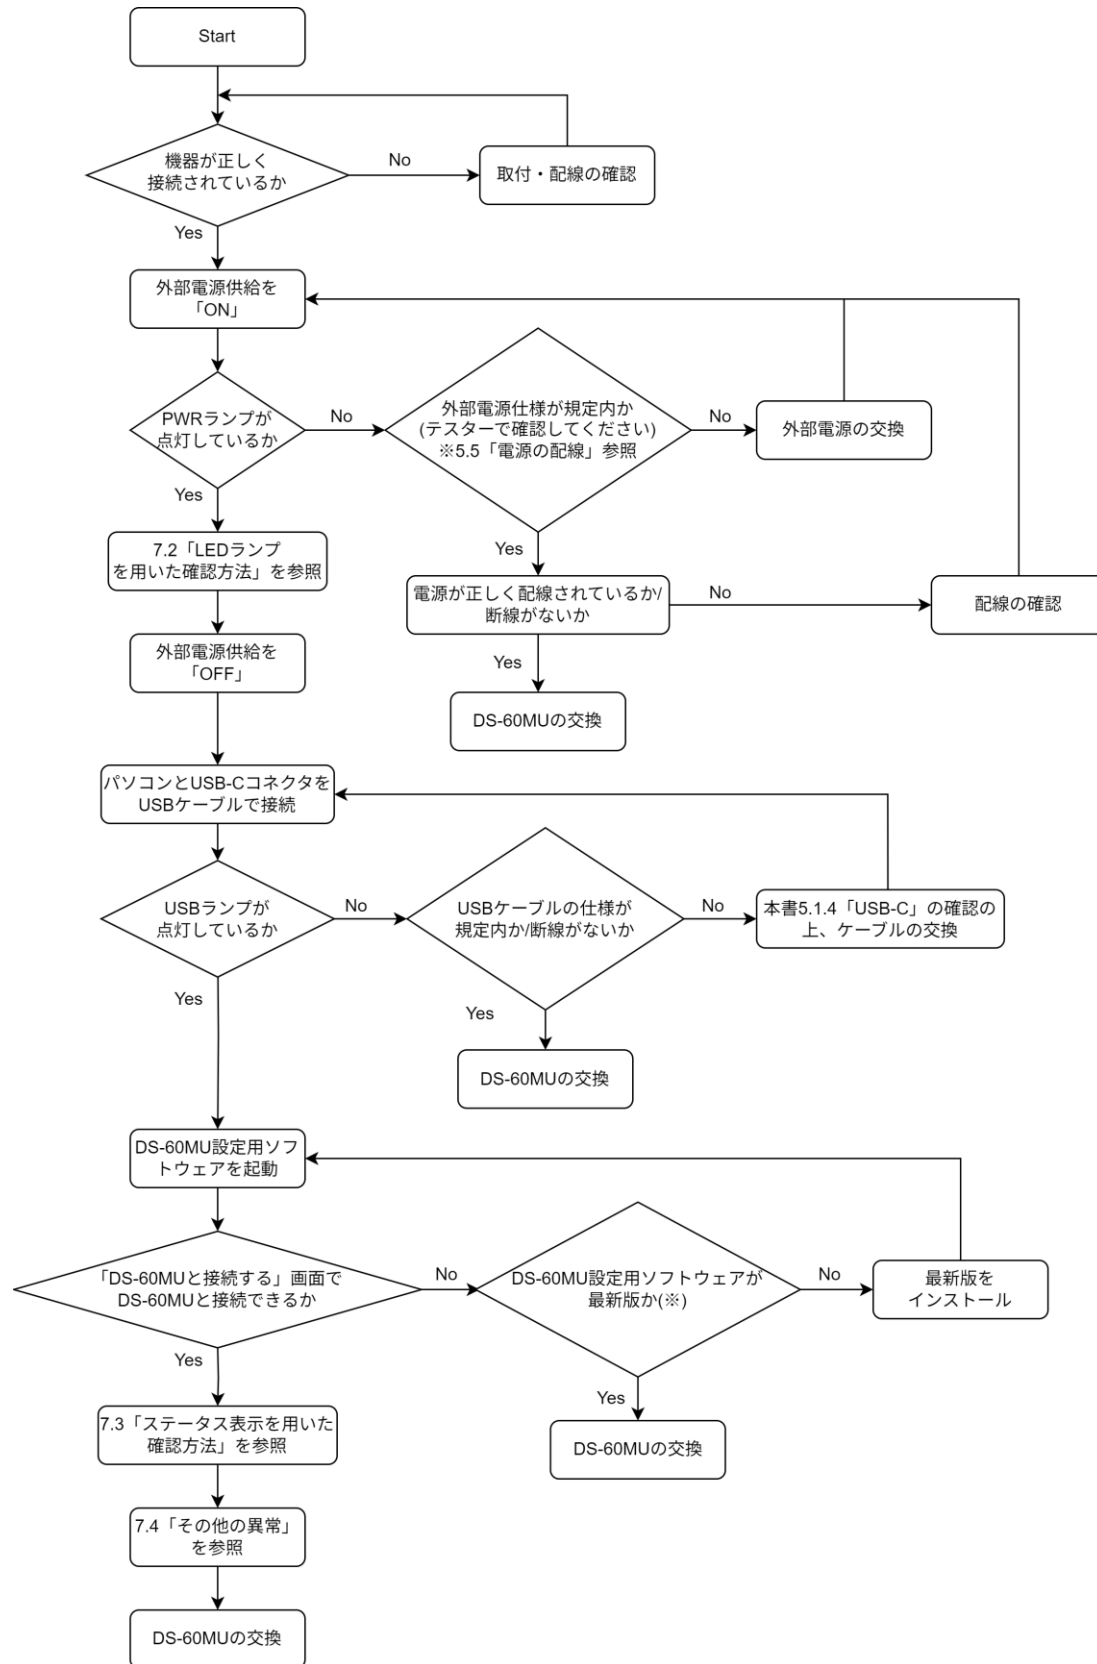 Start
機器が正しく
接続されているか
No
取付・配線の確認
Yes
外部電源供給を
「ON」
PWRランプが
点灯しているか
No
外部電源仕様が規定内か
(テスターで確認してください)
※5.5「電源の配線」参照
No
外部電源の交換
Yes
7.2「LEDランプ
を用いた確認方法」を参照
Yes
電源が正しく配線されているか/
断線がないか
No
配線の確認
外部電源供給を
「OFF」
Yes
DS-60MUの交換
パソコンとUSB-Cコネクタを
USBケーブルで接続
USBランプが
点灯しているか
No
USBケーブルの仕様が
規定内か/断線がないか
No
本書5.1.4「USB-C」の確認の
上、ケーブルの交換
Yes
Yes
DS-60MUの交換
DS-60MU設定用ソフ
トウェアを起動
「DS-60MUと接続する」画面で
DS-60MUと接続できるか
No
DS-60MU設定用ソフトウェアが
最新版か(※)
No
最新版を
インストール
Yes
Yes
7.3「ステータス表示を用いた
確認方法」を参照
DS-60MUの交換
7.4「その他の異常」
を参照
DS-60MUの交換